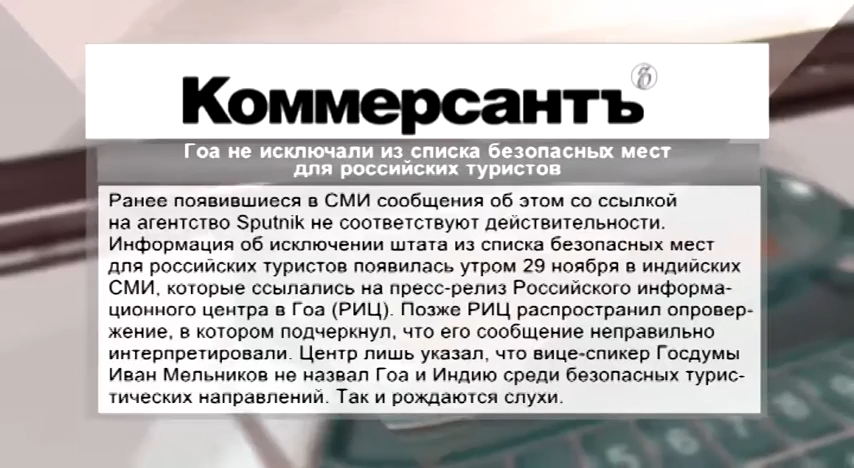 Коммерсантъ
Гоа не исключали из списка безопасных мест
для российских туристов
Ранее появившиеся в СМИ сообщения об этом со ссылкой
на агентство Sputnik не соответствуют действительности.
Информация об исключении штата из списка безопасных мест
для российских туристов появилась утром 29 ноября в индийских
СМИ, которые ссылались на пресс-релиз Российского информа-
ционного центра в Гоа (РИЦ). Позже РИЦ распространил опровер-
жение, в котором подчеркнул, что его сообщение неправильно
интерпретировали. Центр лишь указал, что вице-спикер Госдумы
Иван Мельников не назвал Гоа и Индию среди безопасных турис-
тических направлений. Так и рождаются слухи.